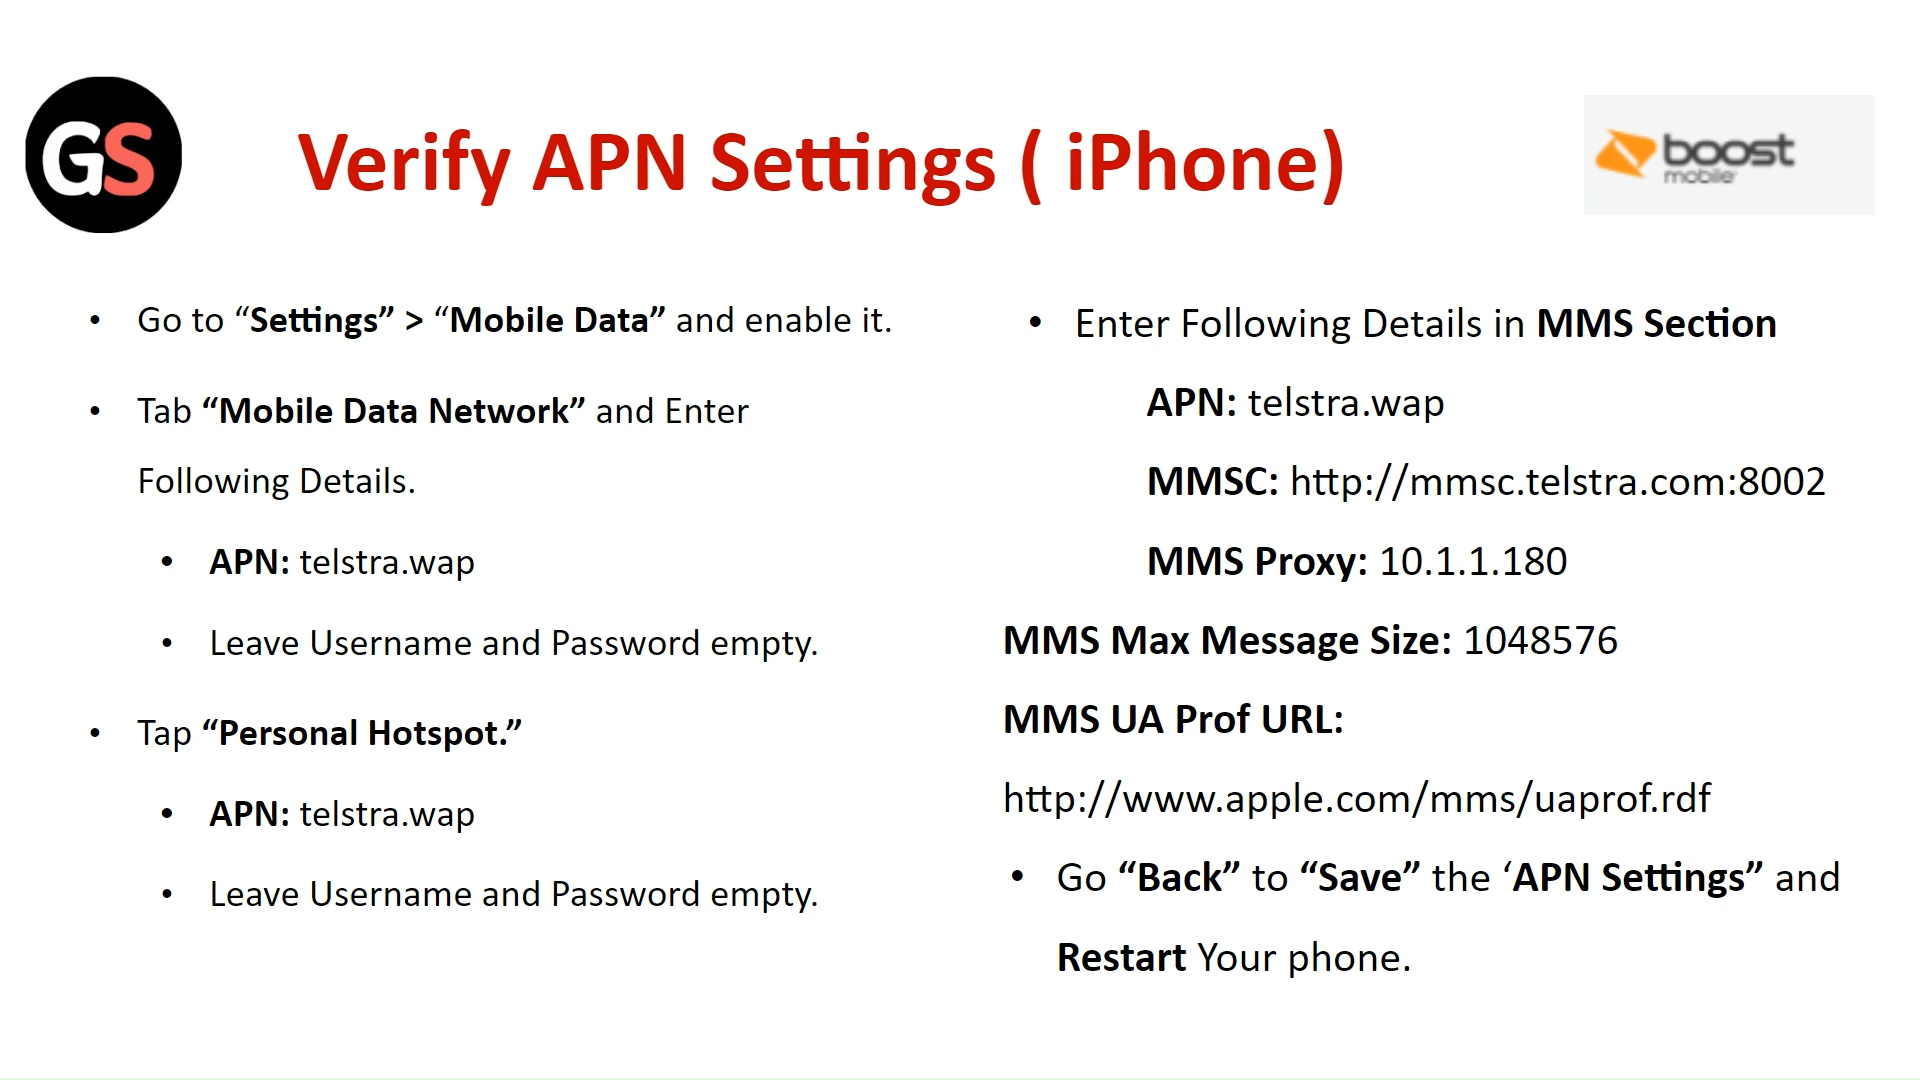 GS
Verify APN Settings ( iPhone)
boost
mobile
• Go to “Settings” > “Mobile Data” and enable it.
• Tab “Mobile Data Network” and Enter
Following Details.
• APN: telstra.wap
• Leave Username and Password empty.
• Tap “Personal Hotspot.”
• APN: telstra.wap
• Leave Username and Password empty.
• Enter Following Details in MMS Section
APN: telstra.wap
MMSC: http://mmsc.telstra.com:8002
MMS Proxy: 10.1.1.180
MMS Max Message Size: 1048576
MMS UA Prof URL:
http://www.apple.com/mms/uaprof.rdf
• Go “Back” to “Save” the ‘APN Settings” and
Restart Your phone.